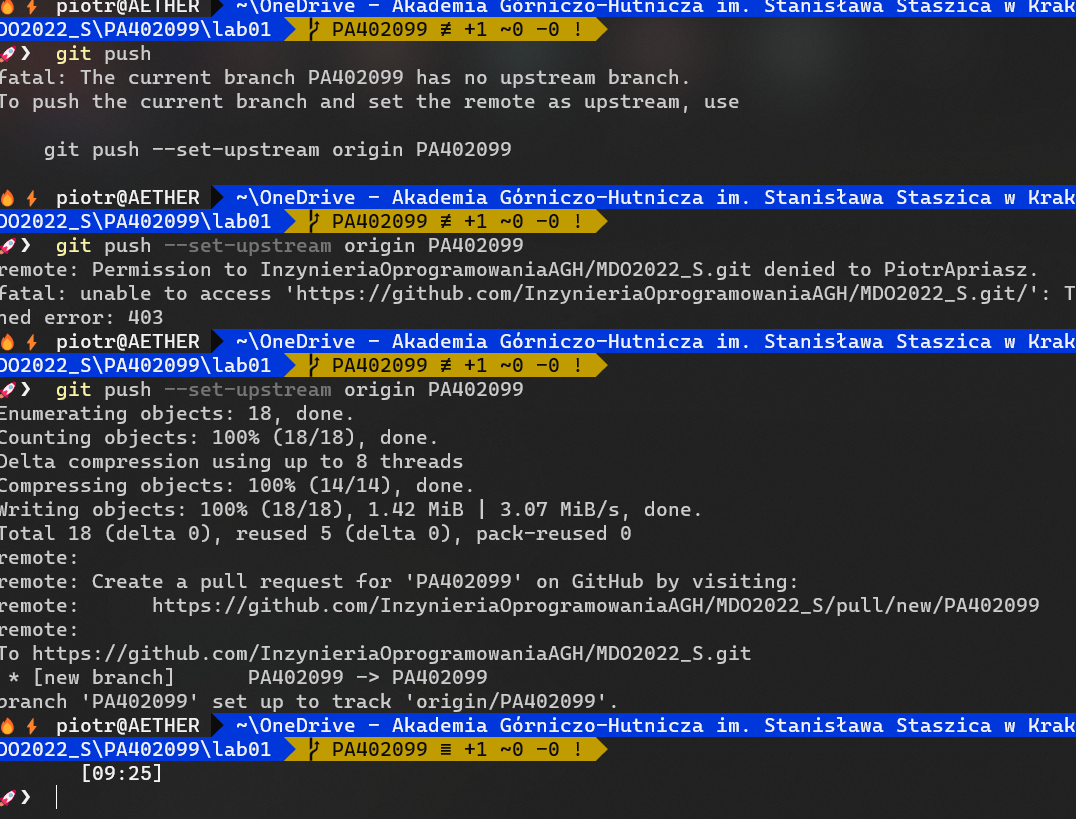 piotr@AETHER ~\OneDrive - Akademia Górniczo-Hutnicza im. Stanisława Staszica w Krak
DO2022_S\PA402099\lab01 PA402099 ≢ +1 ~0 -0 !
❯ git push
fatal: The current branch PA402099 has no upstream branch.
To push the current branch and set the remote as upstream, use
git push --set-upstream origin PA402099
piotr@AETHER ~\OneDrive - Akademia Górniczo-Hutnicza im. Stanisława Staszica w Krak
DO2022_S\PA402099\lab01 PA402099 ≢ +1 ~0 -0 !
❯ git push --set-upstream origin PA402099
remote: Permission to InzynieriaOprogramowaniaAGH/MDO2022_S.git denied to PiotrApriasz.
fatal: unable to access 'https://github.com/InzynieriaOprogramowaniaAGH/MDO2022_S.git/': T
ned error: 403
piotr@AETHER ~\OneDrive - Akademia Górniczo-Hutnicza im. Stanisława Staszica w Krak
DO2022_S\PA402099\lab01 PA402099 ≢ +1 ~0 -0 !
❯ git push --set-upstream origin PA402099
Enumerating objects: 18, done.
Counting objects: 100% (18/18), done.
Delta compression using up to 8 threads
Compressing objects: 100% (14/14), done.
Writing objects: 100% (18/18), 1.42 MiB | 3.07 MiB/s, done.
Total 18 (delta 0), reused 5 (delta 0), pack-reused 0
remote:
remote: Create a pull request for 'PA402099' on GitHub by visiting:
remote: https://github.com/InzynieriaOprogramowaniaAGH/MDO2022_S/pull/new/PA402099
remote:
To https://github.com/InzynieriaOprogramowaniaAGH/MDO2022_S.git
* [new branch] PA402099 -> PA402099
branch 'PA402099' set up to track 'origin/PA402099'.
piotr@AETHER ~\OneDrive - Akademia Górniczo-Hutnicza im. Stanisława Staszica w Krak
DO2022_S\PA402099\lab01 PA402099 ≡ +1 ~0 -0 !
[09:25]
❯